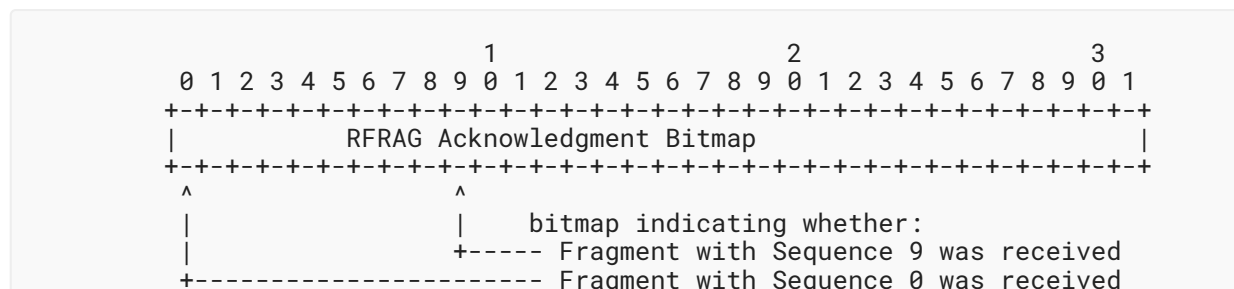 1                   2                   3
 0 1 2 3 4 5 6 7 8 9 0 1 2 3 4 5 6 7 8 9 0 1 2 3 4 5 6 7 8 9 0 1
+-+-+-+-+-+-+-+-+-+-+-+-+-+-+-+-+-+-+-+-+-+-+-+-+-+-+-+-+-+-+-+-+
|           RFRAG Acknowledgment Bitmap                         |
+-+-+-+-+-+-+-+-+-+-+-+-+-+-+-+-+-+-+-+-+-+-+-+-+-+-+-+-+-+-+-+-+
 ^                 ^
 |                 |    bitmap indicating whether:
 |                 +----- Fragment with Sequence 9 was received
 +----------------------- Fragment with Sequence 0 was received